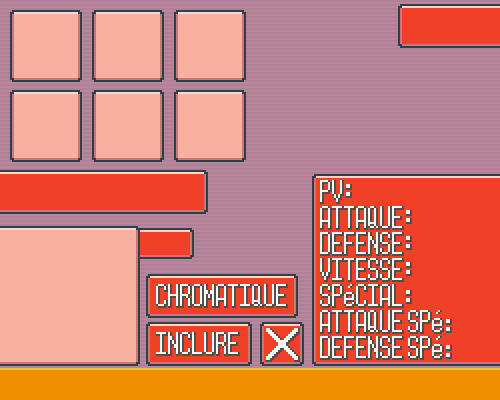 PV:
ATTAQUE:
DEFENSE:
VITESSE:
SPéCIAL:
ATTAQUE SPé:
DEFENSE SPé:
CHROMATIQUE
INCLURE